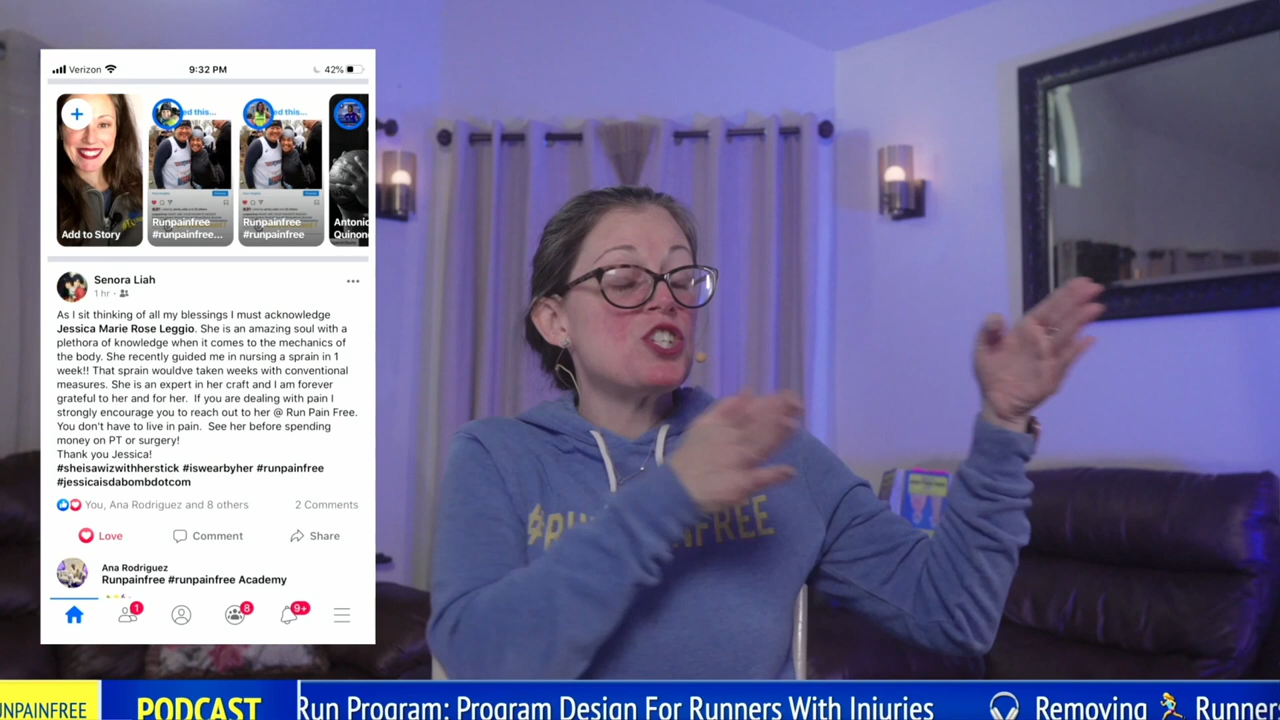 Verizon
9:32 PM
42%
ed this...
ed this...
Add to Story
Runpainfree
#runpainfree...
Runpainfree
#runpainfree
Antonio
Quinon
Senora Liah
1 hr ·
As I sit thinking of all my blessings I must acknowledge
Jessica Marie Rose Leggio. She is an amazing soul with a
plethora of knowledge when it comes to the mechanics of
the body. She recently guided me in nursing a sprain in 1
week!! That sprain wouldve taken weeks with conventional
measures. She is an expert in her craft and I am forever
grateful to her and for her.  If you are dealing with pain I
strongly encourage you to reach out to her @ Run Pain Free.
You don't have to live in pain.  See her before spending
money on PT or surgery!
Thank you Jessica!
#sheisawizwithherstick #iswearbyher #runpainfree
#jessicaisdabombdotcom
You, Ana Rodriguez and 8 others
2 Comments
Love
Comment
Share
Ana Rodriguez
Runpainfree #runpainfree Academy
1
8
9+
NPAINFREE
UNPAINFREE
PODCAST
Run Program: Program Design For Runners With Injuries
Removing
Runner